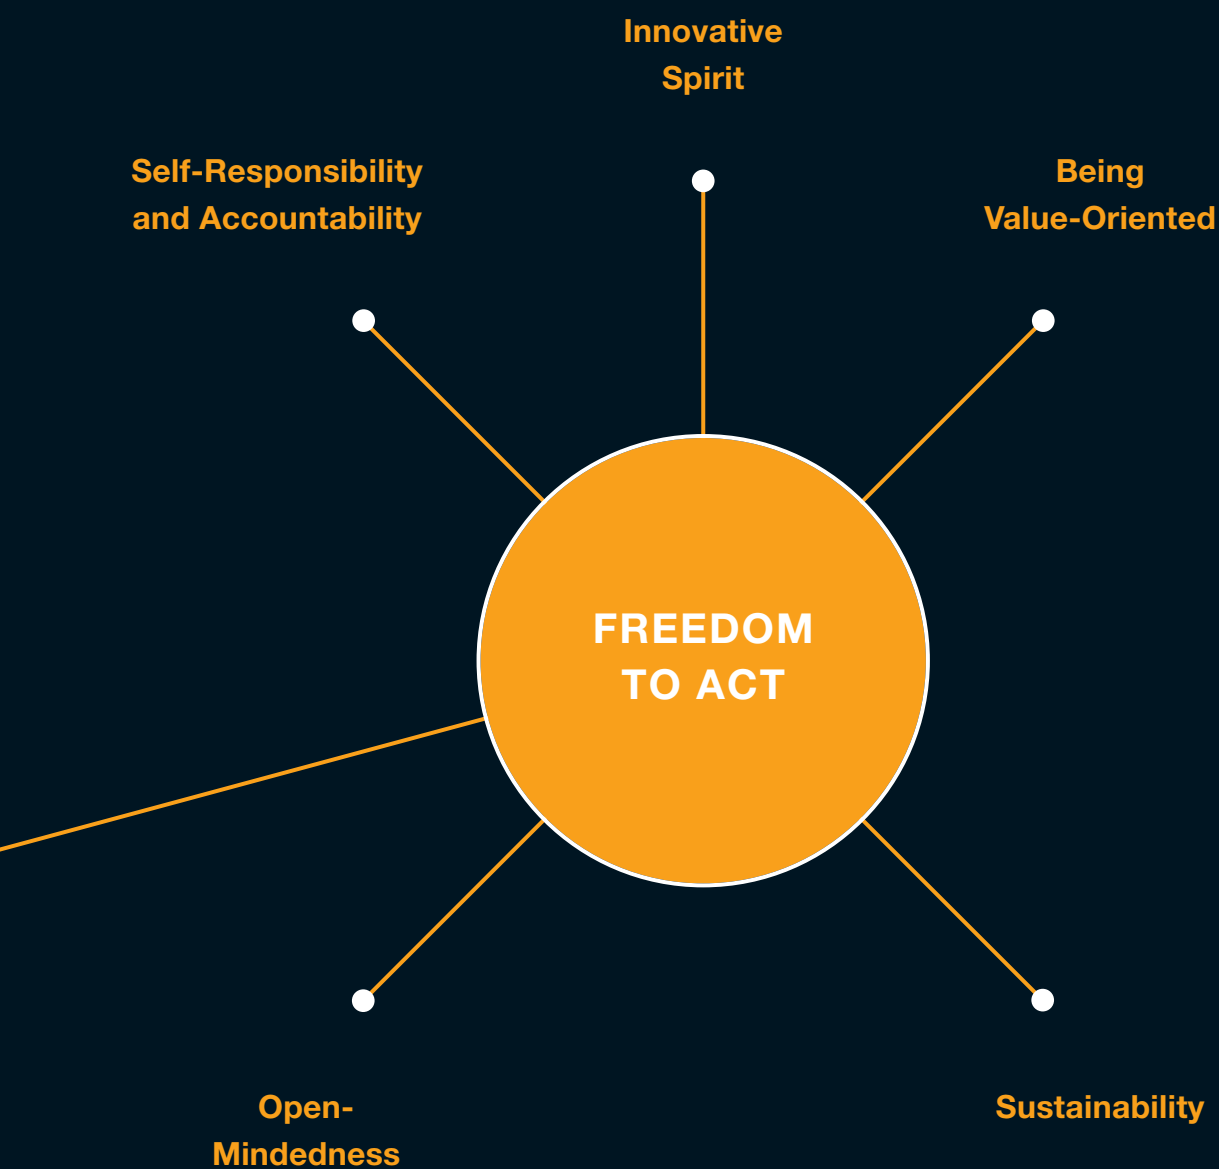 Innovative
Spirit
Self-Responsibility
and Accountability
Being
Value-Oriented
FREEDOM
TO ACT
Open-
Mindedness
Sustainability